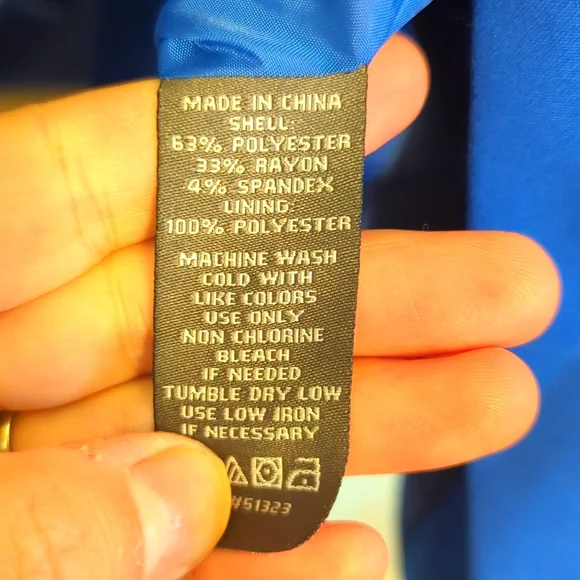 MADE IN CHINA
SHELL:
63% POLYESTER
33% RAYON
4% SPANDEX
LINING:
100% POLYESTER
MACHINE WASH
COLD WITH
LIKE COLORS
USE ONLY
NON CHLORINE
BLEACH
IF NEEDED
TUMBLE DRY LOW
USE LOW IRON
IF NECESSARY
#51323